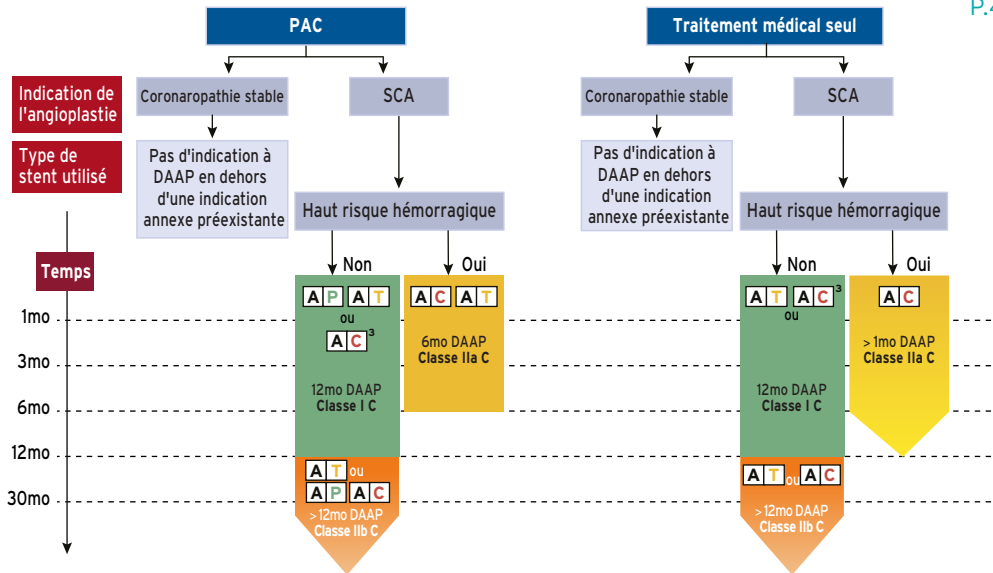 P.4
PAC
Traitement médical seul
Indication de
l'angioplastie
Coronaropathie stable
SCA
Coronaropathie stable
SCA
Type de
stent utilisé
Pas d'indication à
DAAP en dehors
d'une indication
annexe préexistante
Pas d'indication à
DAAP en dehors
d'une indication
annexe préexistante
Haut risque hémorragique
Haut risque hémorragique
Temps
Non
Oui
Non
Oui
A P A T
ou
A C ³
A C A T
A T A C ³
ou
A C
1mo
6mo DAAP
Classe IIa C
> 1mo DAAP
Classe IIa C
3mo
12mo DAAP
Classe I C
12mo DAAP
Classe I C
6mo
12mo
A T ou
A P A C
A T ou A C
30mo
>12mo DAAP
Classe IIb C
>12mo DAAP
Classe IIb C